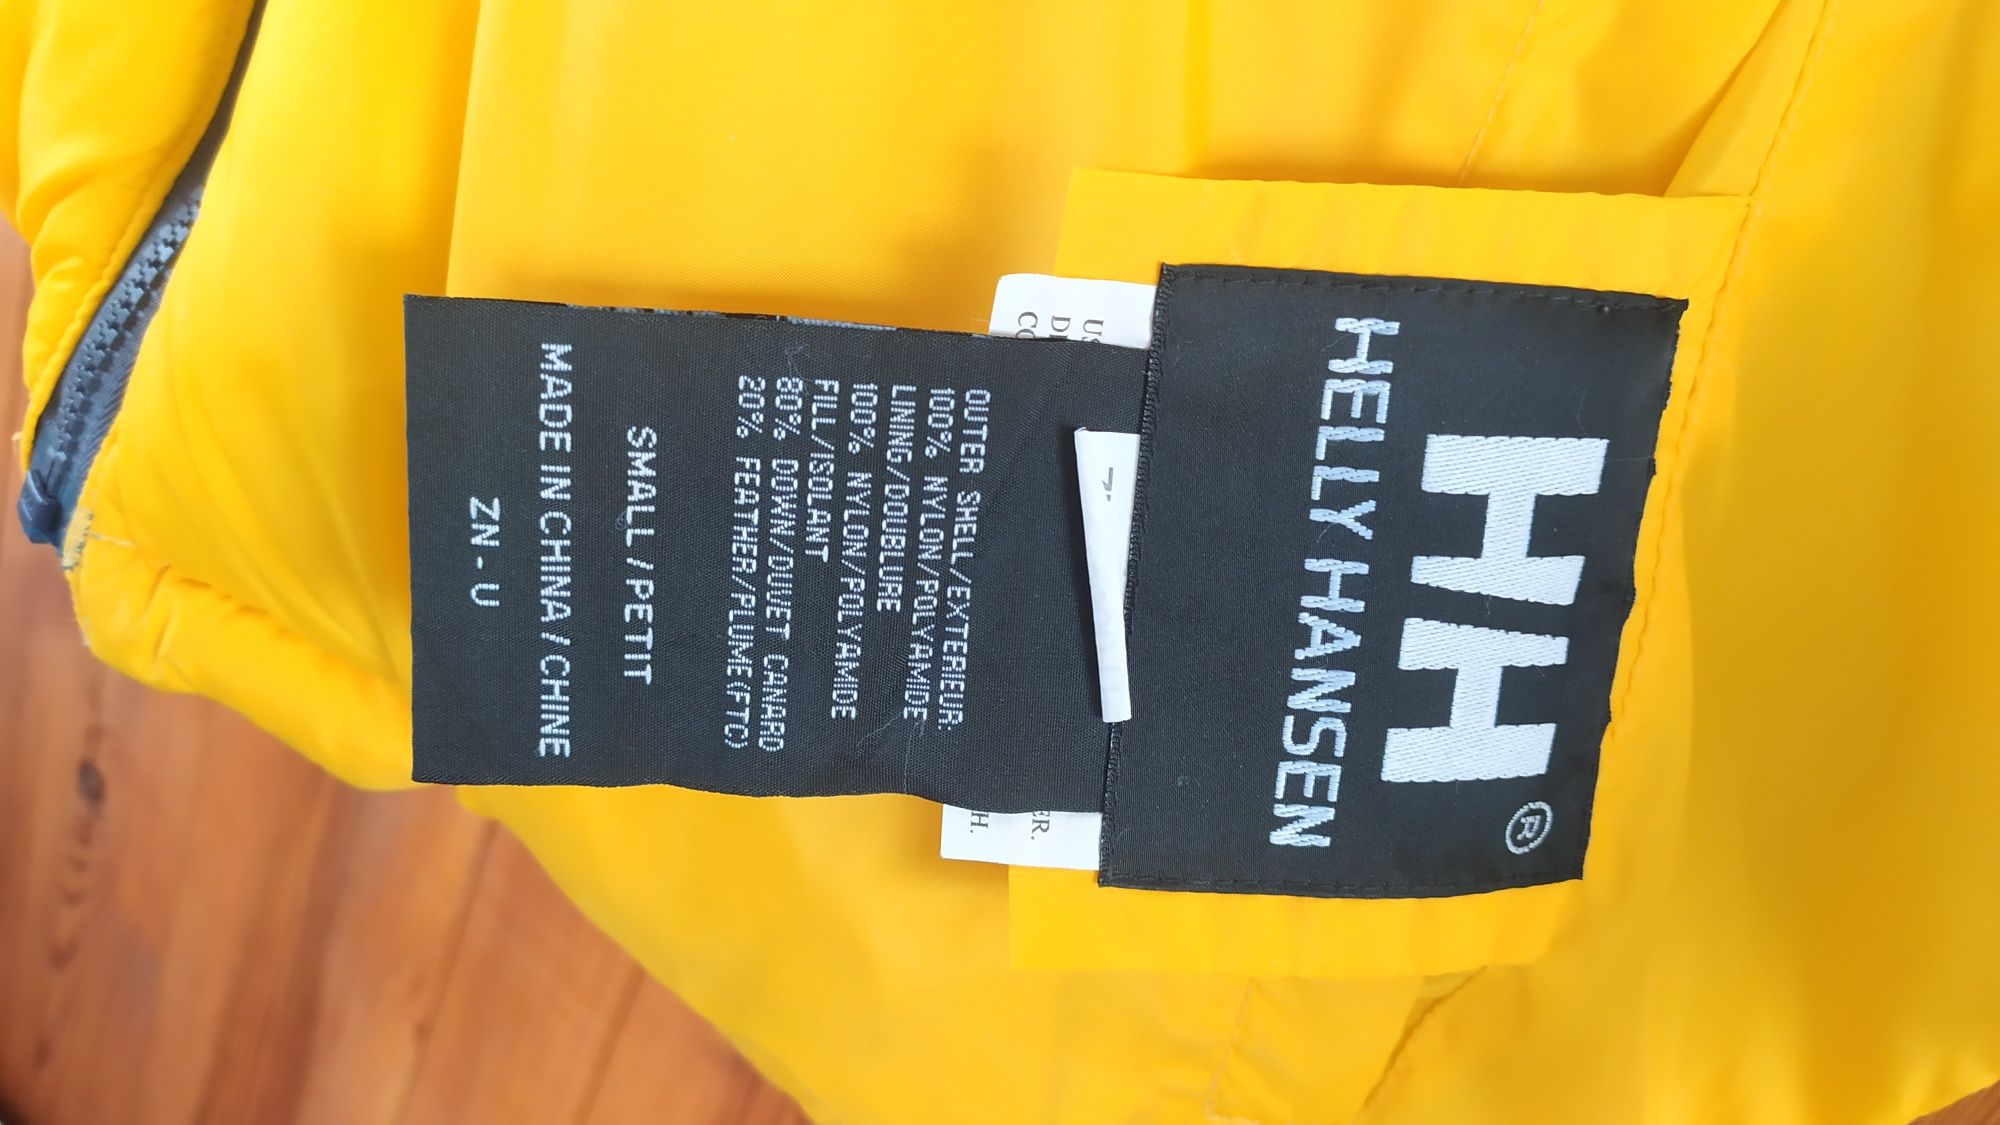 HH®
HELLY HANSEN
OUTER SHELL/EXTERIEUR:
100% NYLON/POLYAMIDE
LINING/DOUBLURE
100% NYLON/POLYAMIDE
FILL/ISOLANT
80% DOWN/DUVET CANARD
20% FEATHER/PLUME(FTC)
SMALL/PETIT
MADE IN CHINA/CHINE
ZN-U